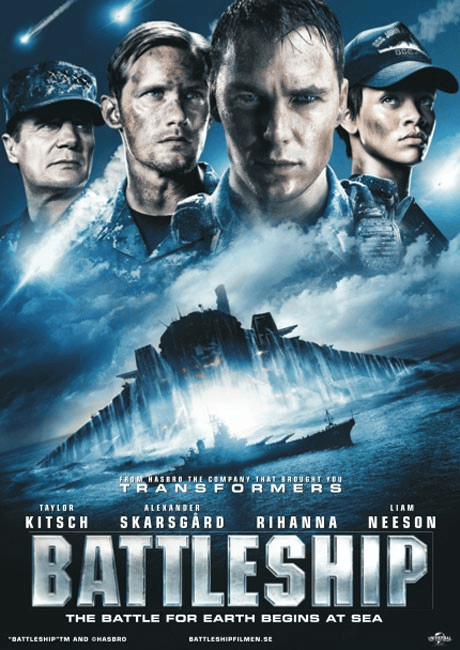 FROM HASBRO THE COMPANY THAT BROUGHT YOU
TRANSFORMERS
TAYLOR KITSCH
ALEXANDER SKARSGÅRD
RIHANNA
LIAM NEESON
BATTLESHIP
THE BATTLE FOR EARTH BEGINS AT SEA
"BATTLESHIP"TM AND ©HASBRO
BATTLESHIPFILMEN.SE
UNIVERSAL